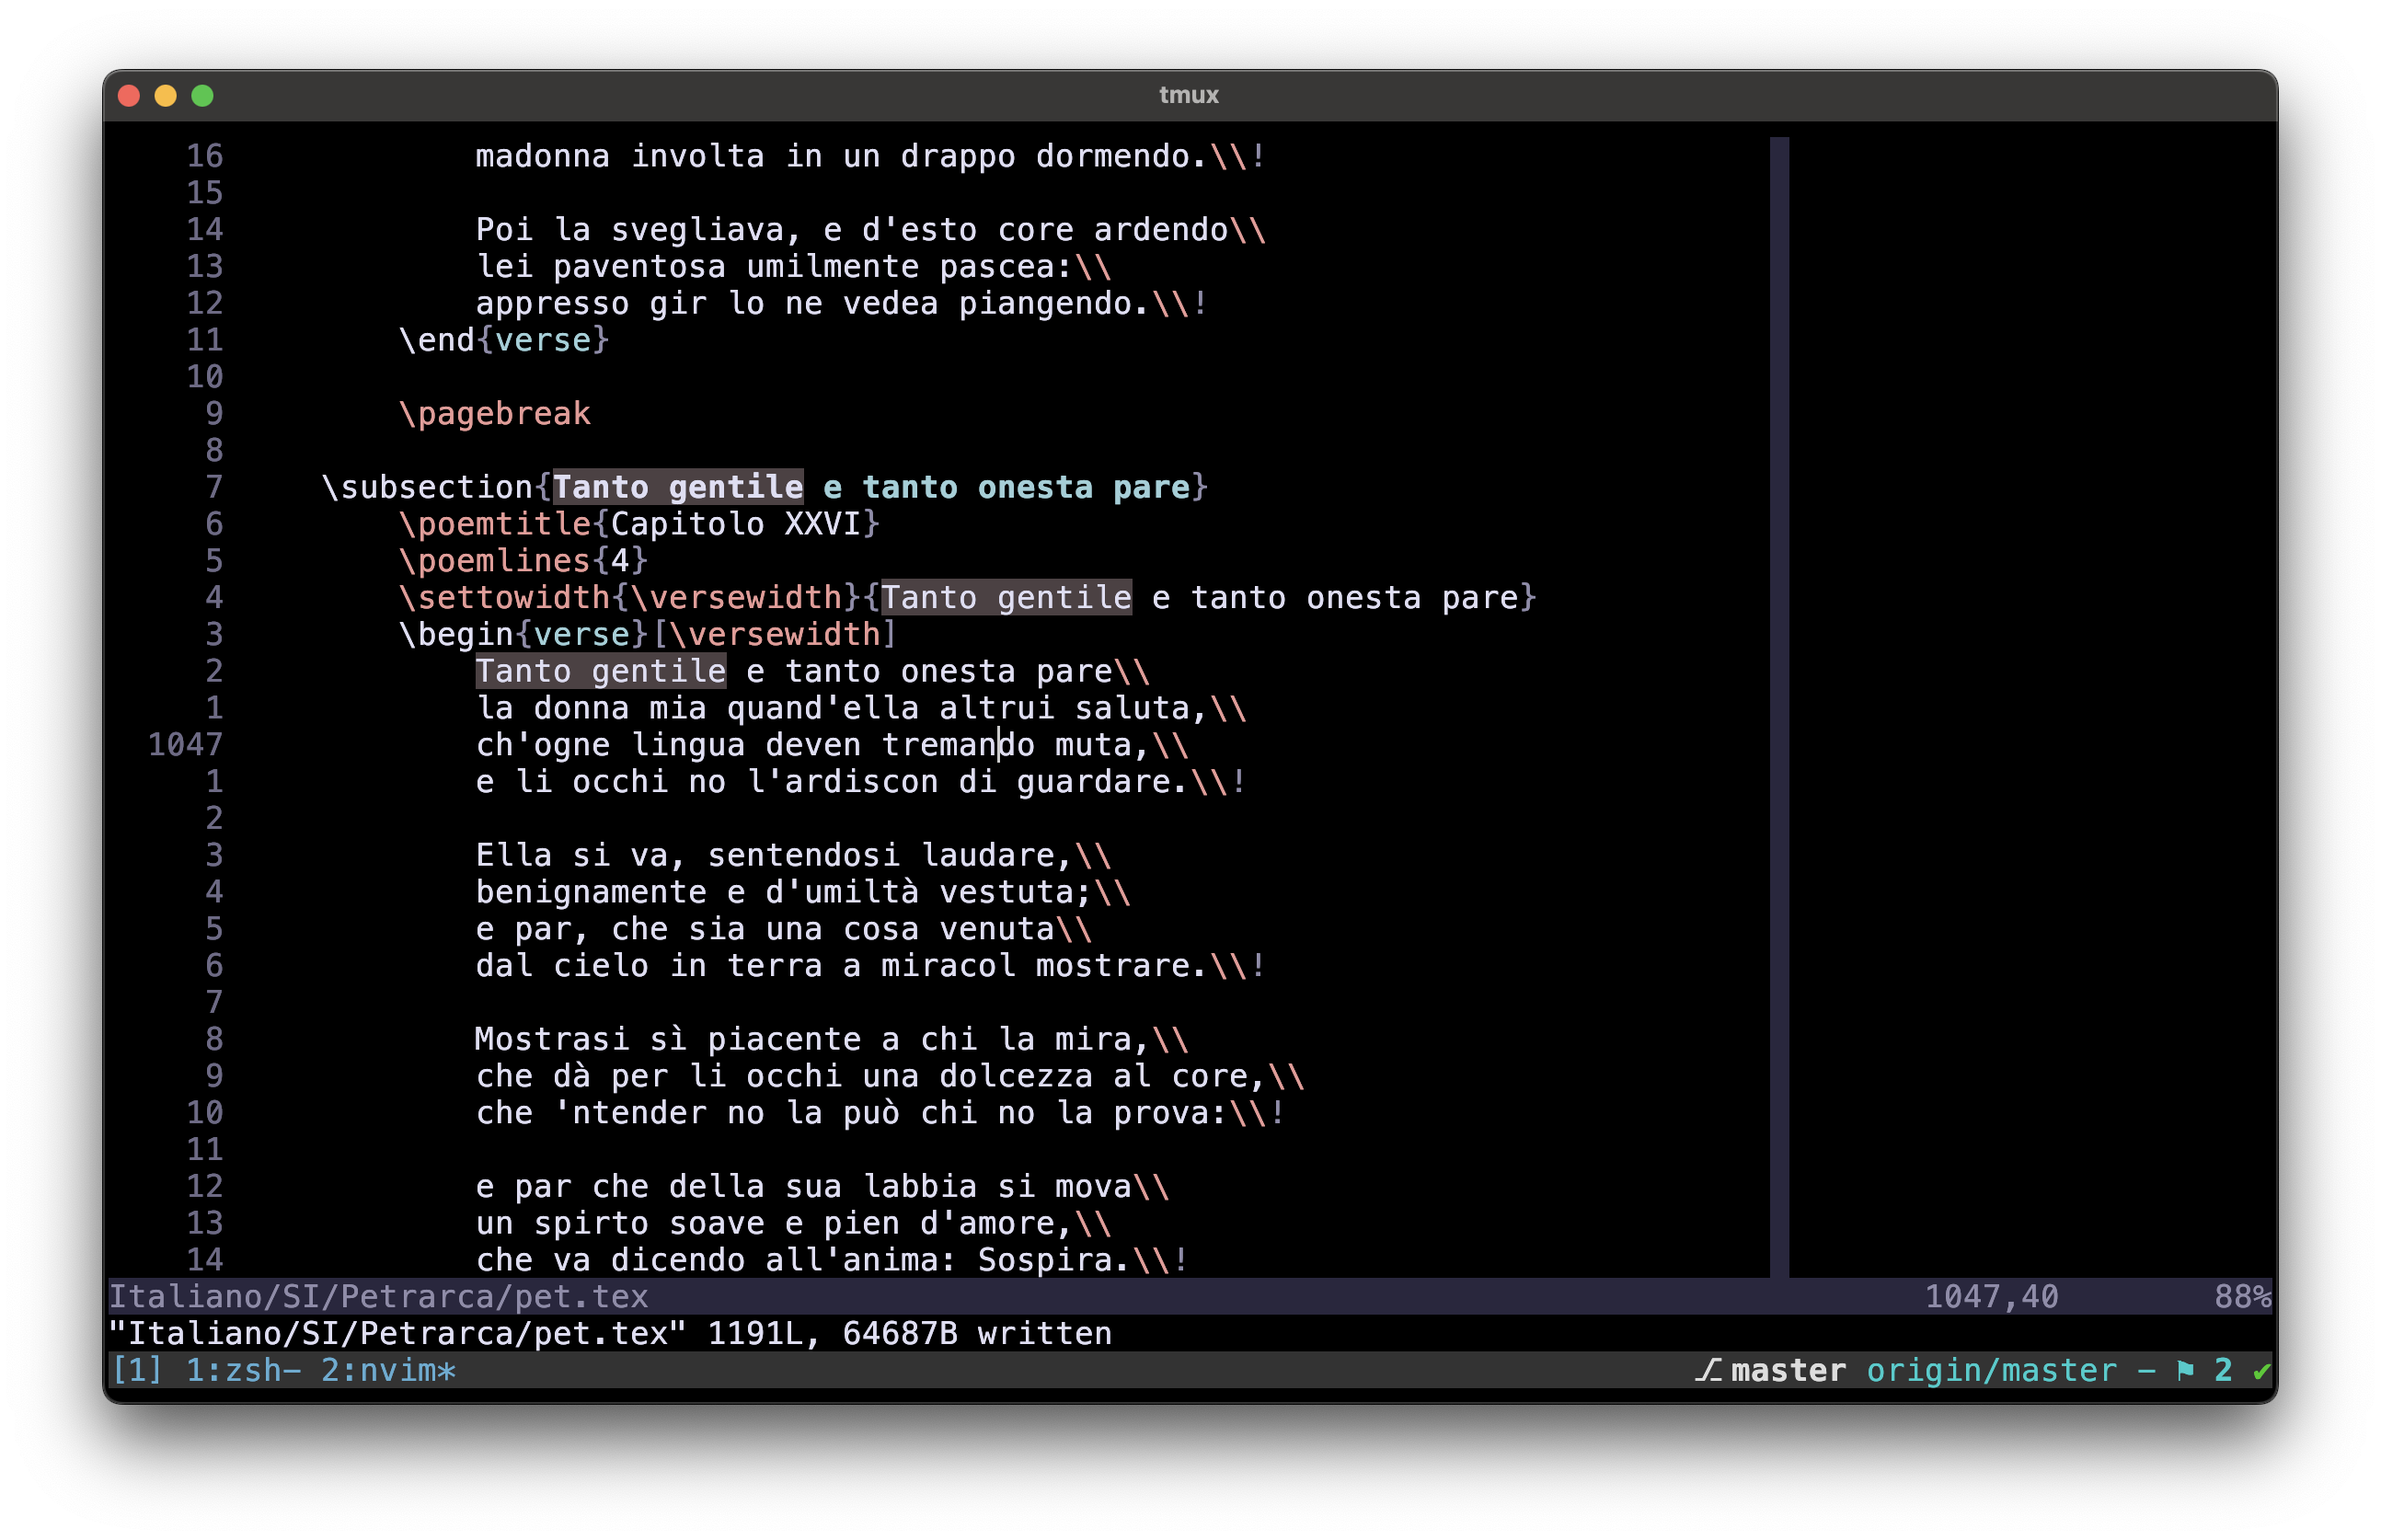 tmux
16 madonna involta in un drappo dormendo.\\!
15
14 Poi la svegliava, e d'esto core ardendo\\
13 lei paventosa umilmente pascea:\\
12 appresso gir lo ne vedea piangendo.\\!
11 \end{verse}
10
9 \pagebreak
8
7 \subsection{Tanto gentile e tanto onesta pare}
6 \poemtitle{Capitolo XXVI}
5 \poemlines{4}
4 \settowidth{\versewidth}{Tanto gentile e tanto onesta pare}
3 \begin{verse}[\versewidth]
2 Tanto gentile e tanto onesta pare\\
1 la donna mia quand'ella altrui saluta,\\
1047 ch'ogne lingua deven tremando muta,\\
1 e li occhi no l'ardiscon di guardare.\\!
2
3 Ella si va, sentendosi laudare,\\
4 benignamente e d'umiltà vestuta;\\
5 e par, che sia una cosa venuta\\
6 dal cielo in terra a miracol mostrare.\\!
7
8 Mostrasi sì piacente a chi la mira,\\
9 che dà per li occhi una dolcezza al core,\\
10 che 'ntender no la può chi no la prova:\\!
11
12 e par che della sua labbia si mova\\
13 un spirto soave e pien d'amore,\\
14 che va dicendo all'anima: Sospira.\\!
Italiano/SI/Petrarca/pet.tex 1047,40 88%
"Italiano/SI/Petrarca/pet.tex" 1191L, 64687B written
[1] 1:zsh- 2:nvim* ⎇ master origin/master - ⚑ 2 ✔